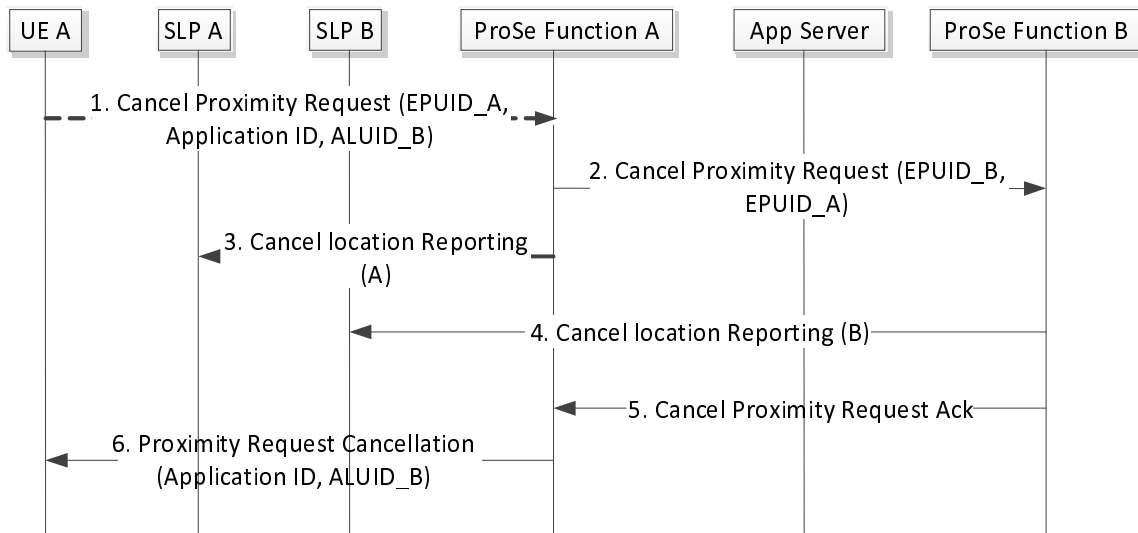 UE A
SLP A
SLP B
ProSe Function A
App Server
ProSe Function B
1. Cancel Proximity Request (EPUID_A,
Application ID, ALUID_B)
2. Cancel Proximity Request (EPUID_B,
EPUID_A)
3. Cancel location Reporting
(A)
4. Cancel location Reporting (B)
5. Cancel Proximity Request Ack
6. Proximity Request Cancellation
(Application ID, ALUID_B)